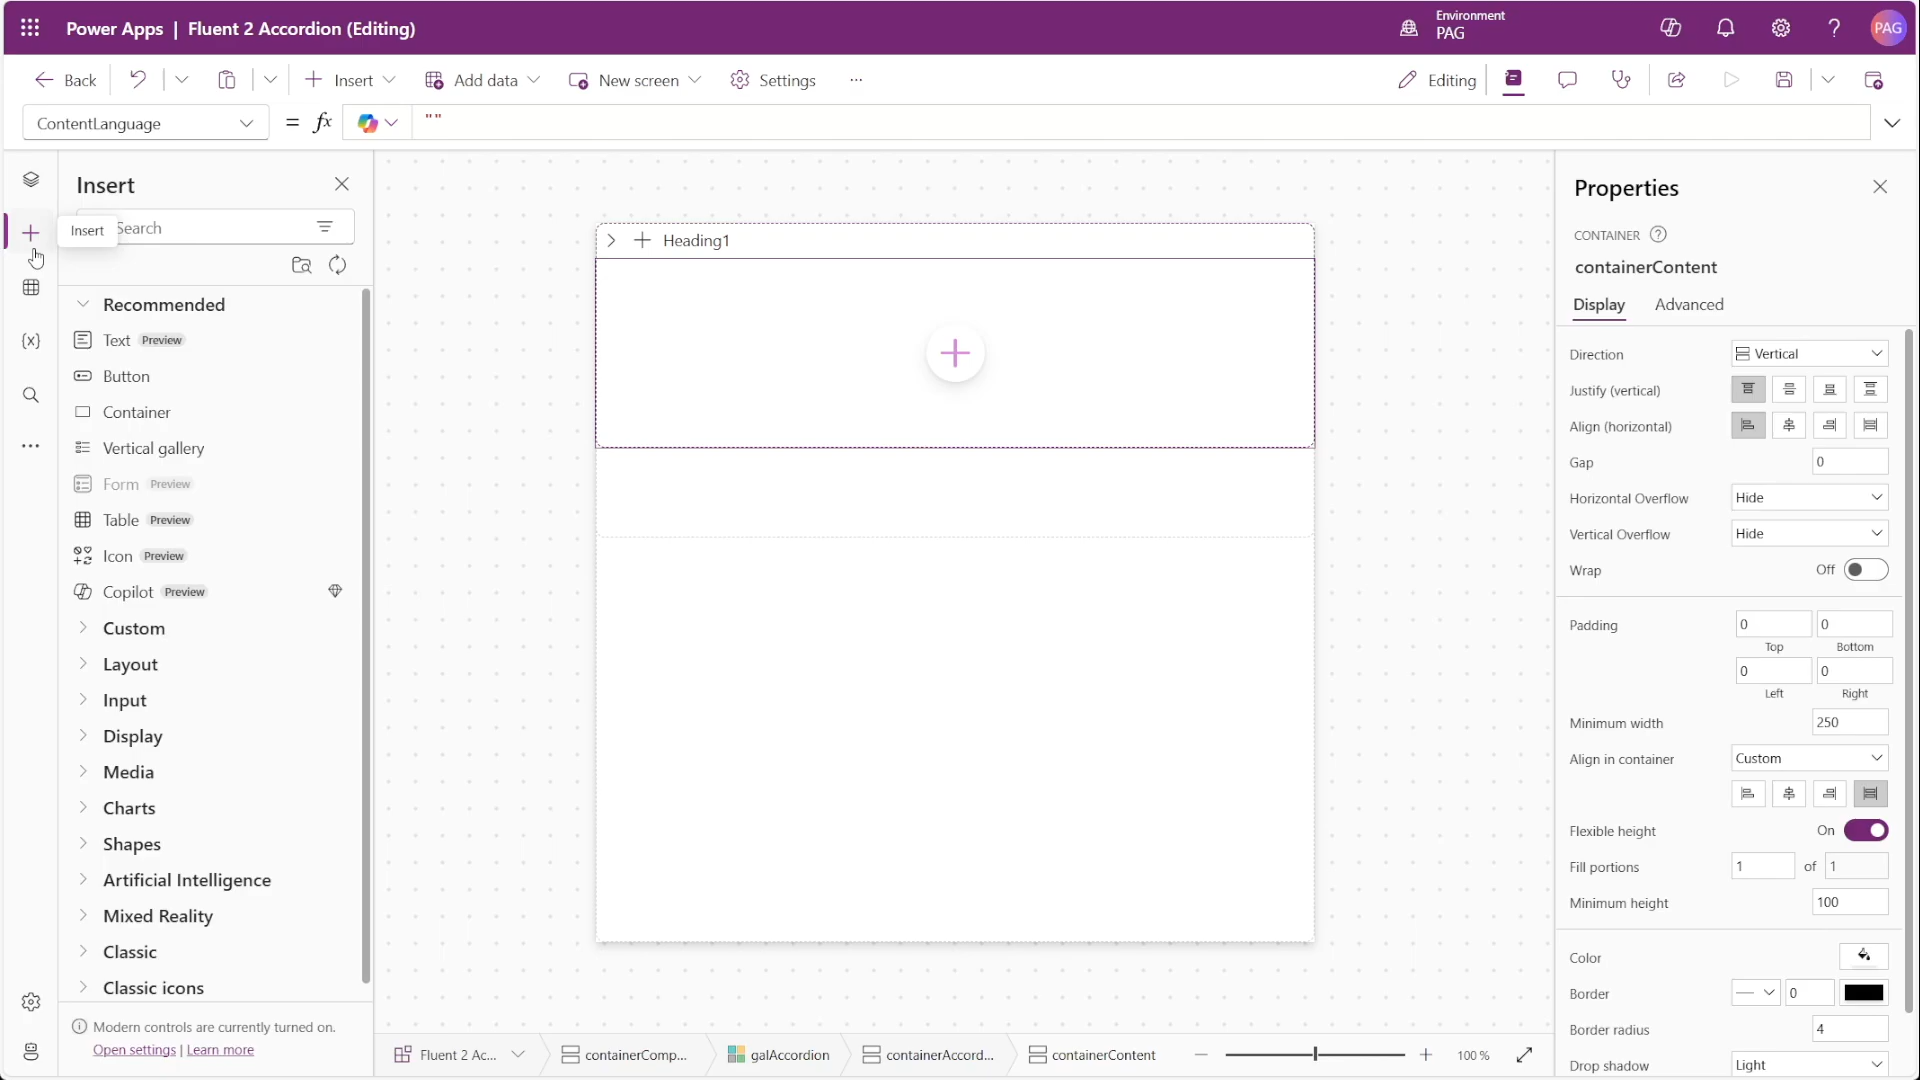 Power Apps | Fluent 2 Accordion (Editing)
Environment
PAG
PAG
Back
Insert
Add data
New screen
Settings
...
Editing
ContentLanguage
= fx
""
Insert
Insert
Search
Recommended
Text Preview
Button
Container
Vertical gallery
Form Preview
Table Preview
Icon Preview
Copilot Preview
Custom
Layout
Input
Display
Media
Charts
Shapes
Artificial Intelligence
Mixed Reality
Classic
Classic icons
Modern controls are currently turned on.
Open settings | Learn more
Heading1
Properties
CONTAINER
containerContent
Display
Advanced
Direction
Vertical
Justify (vertical)
Align (horizontal)
Gap
0
Horizontal Overflow
Hide
Vertical Overflow
Hide
Wrap
Off
Padding
0
0
Top
Bottom
0
0
Left
Right
Minimum width
250
Align in container
Custom
Flexible height
On
Fill portions
1 of 1
Minimum height
100
Color
Border
0
Border radius
4
Drop shadow
Light
Fluent 2 Ac...
containerComp...
galAccordion
containerAccord...
containerContent
100 %